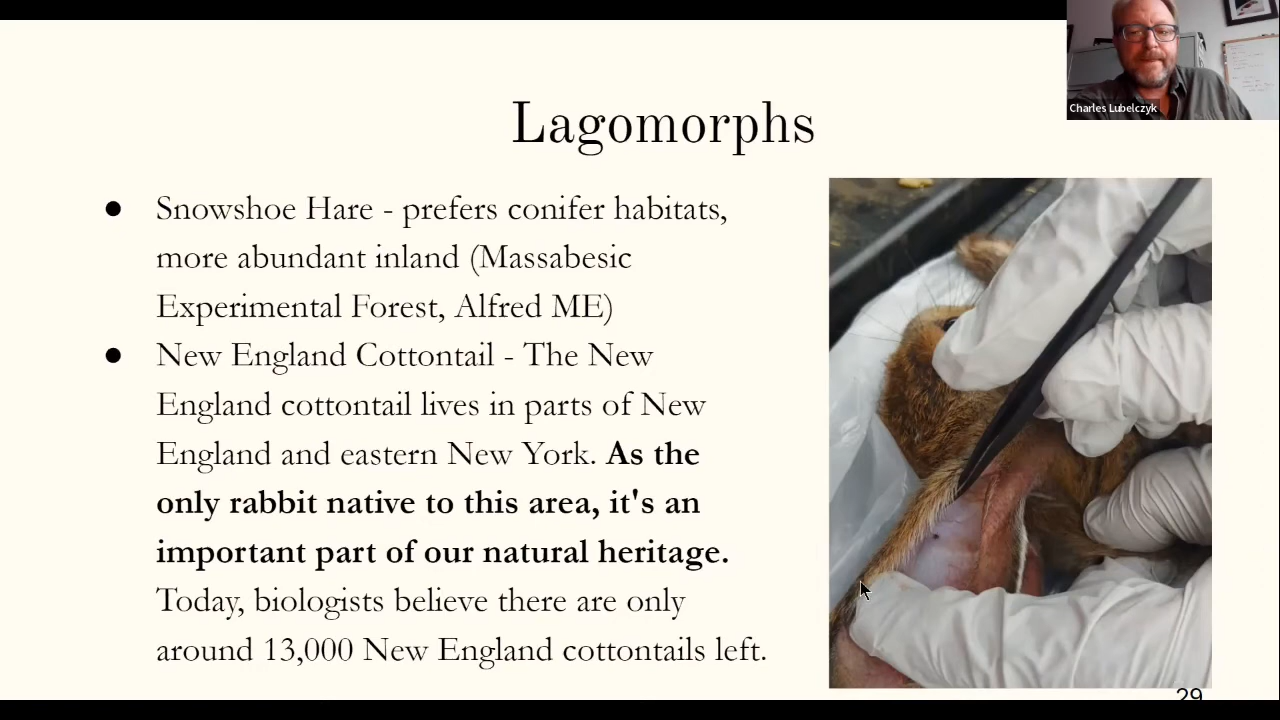 Charles Lubelczyk
Lagomorphs
● Snowshoe Hare - prefers conifer habitats,
more abundant inland (Massabesic
Experimental Forest, Alfred ME)
● New England Cottontail - The New
England cottontail lives in parts of New
England and eastern New York. As the
only rabbit native to this area, it's an
important part of our natural heritage.
Today, biologists believe there are only
around 13,000 New England cottontails left.
29